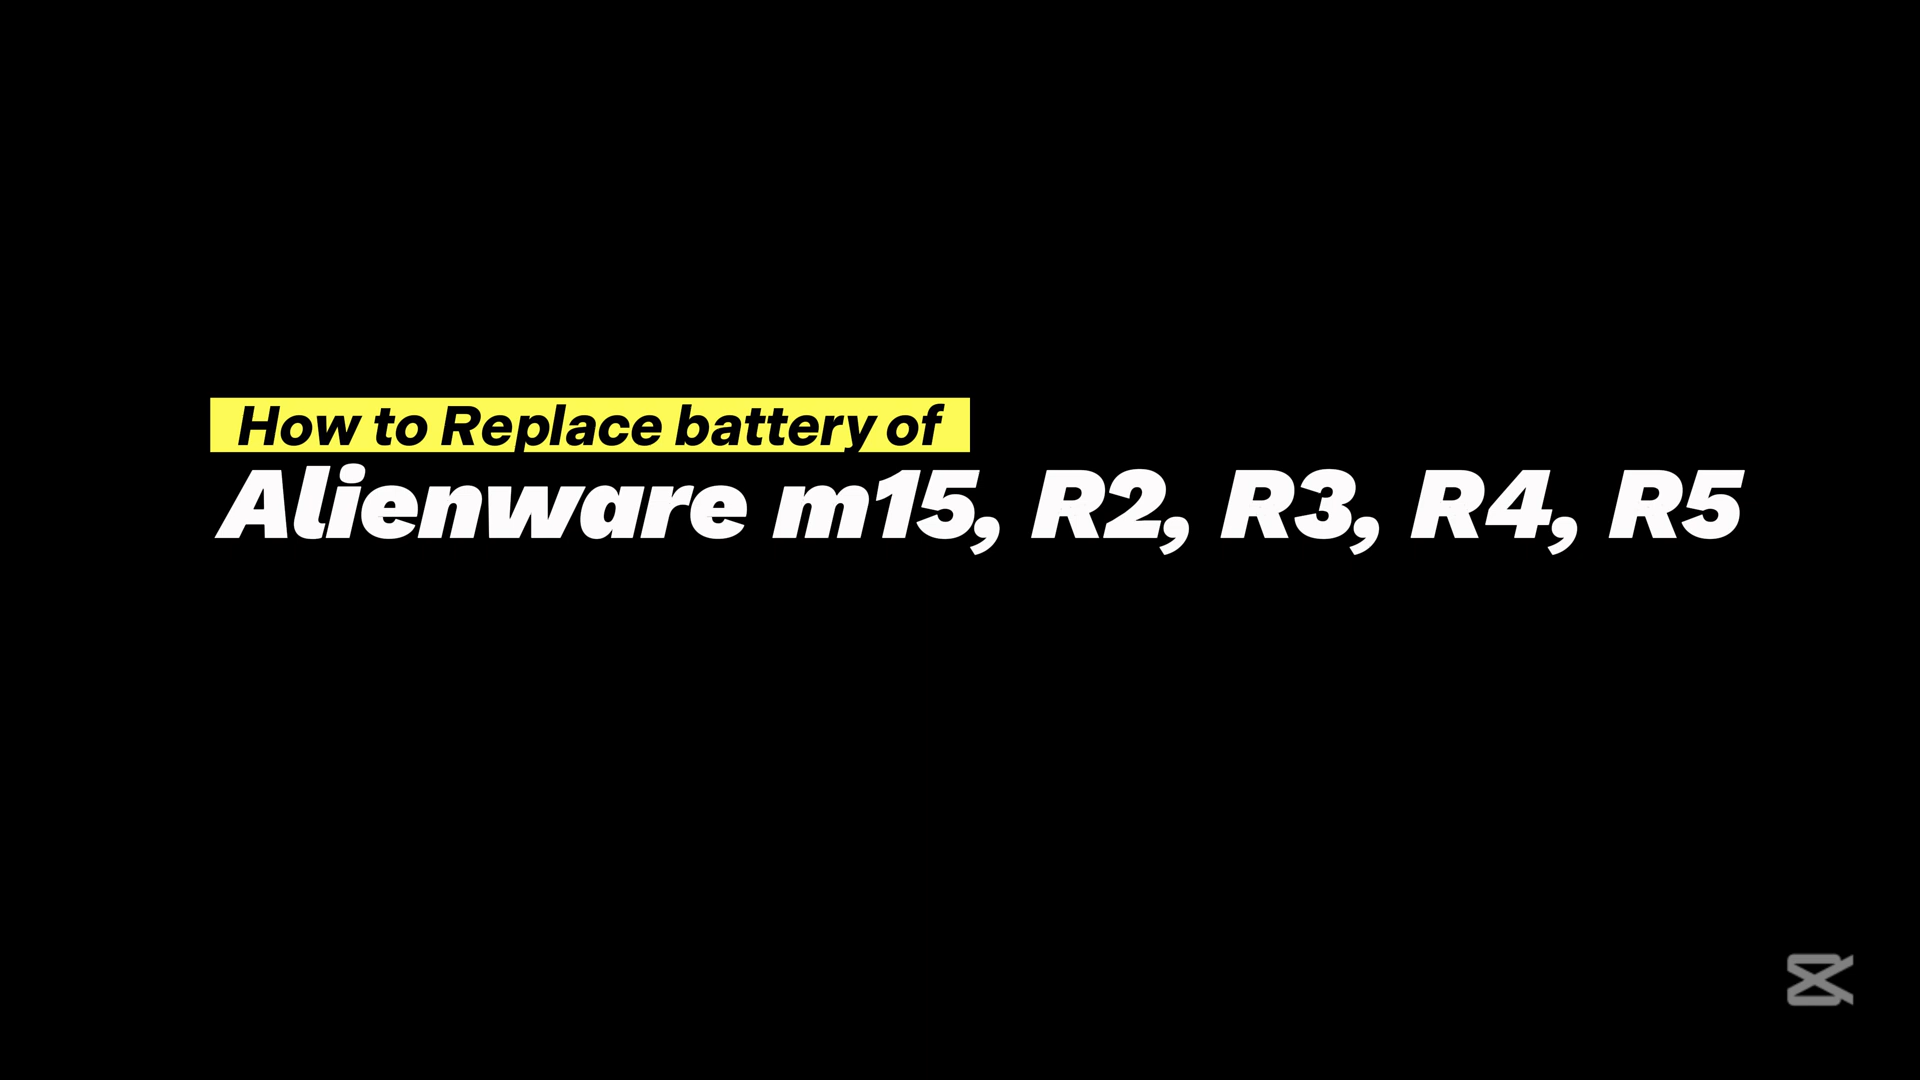 How to Replace battery of
Alienware m15, R2, R3, R4, R5